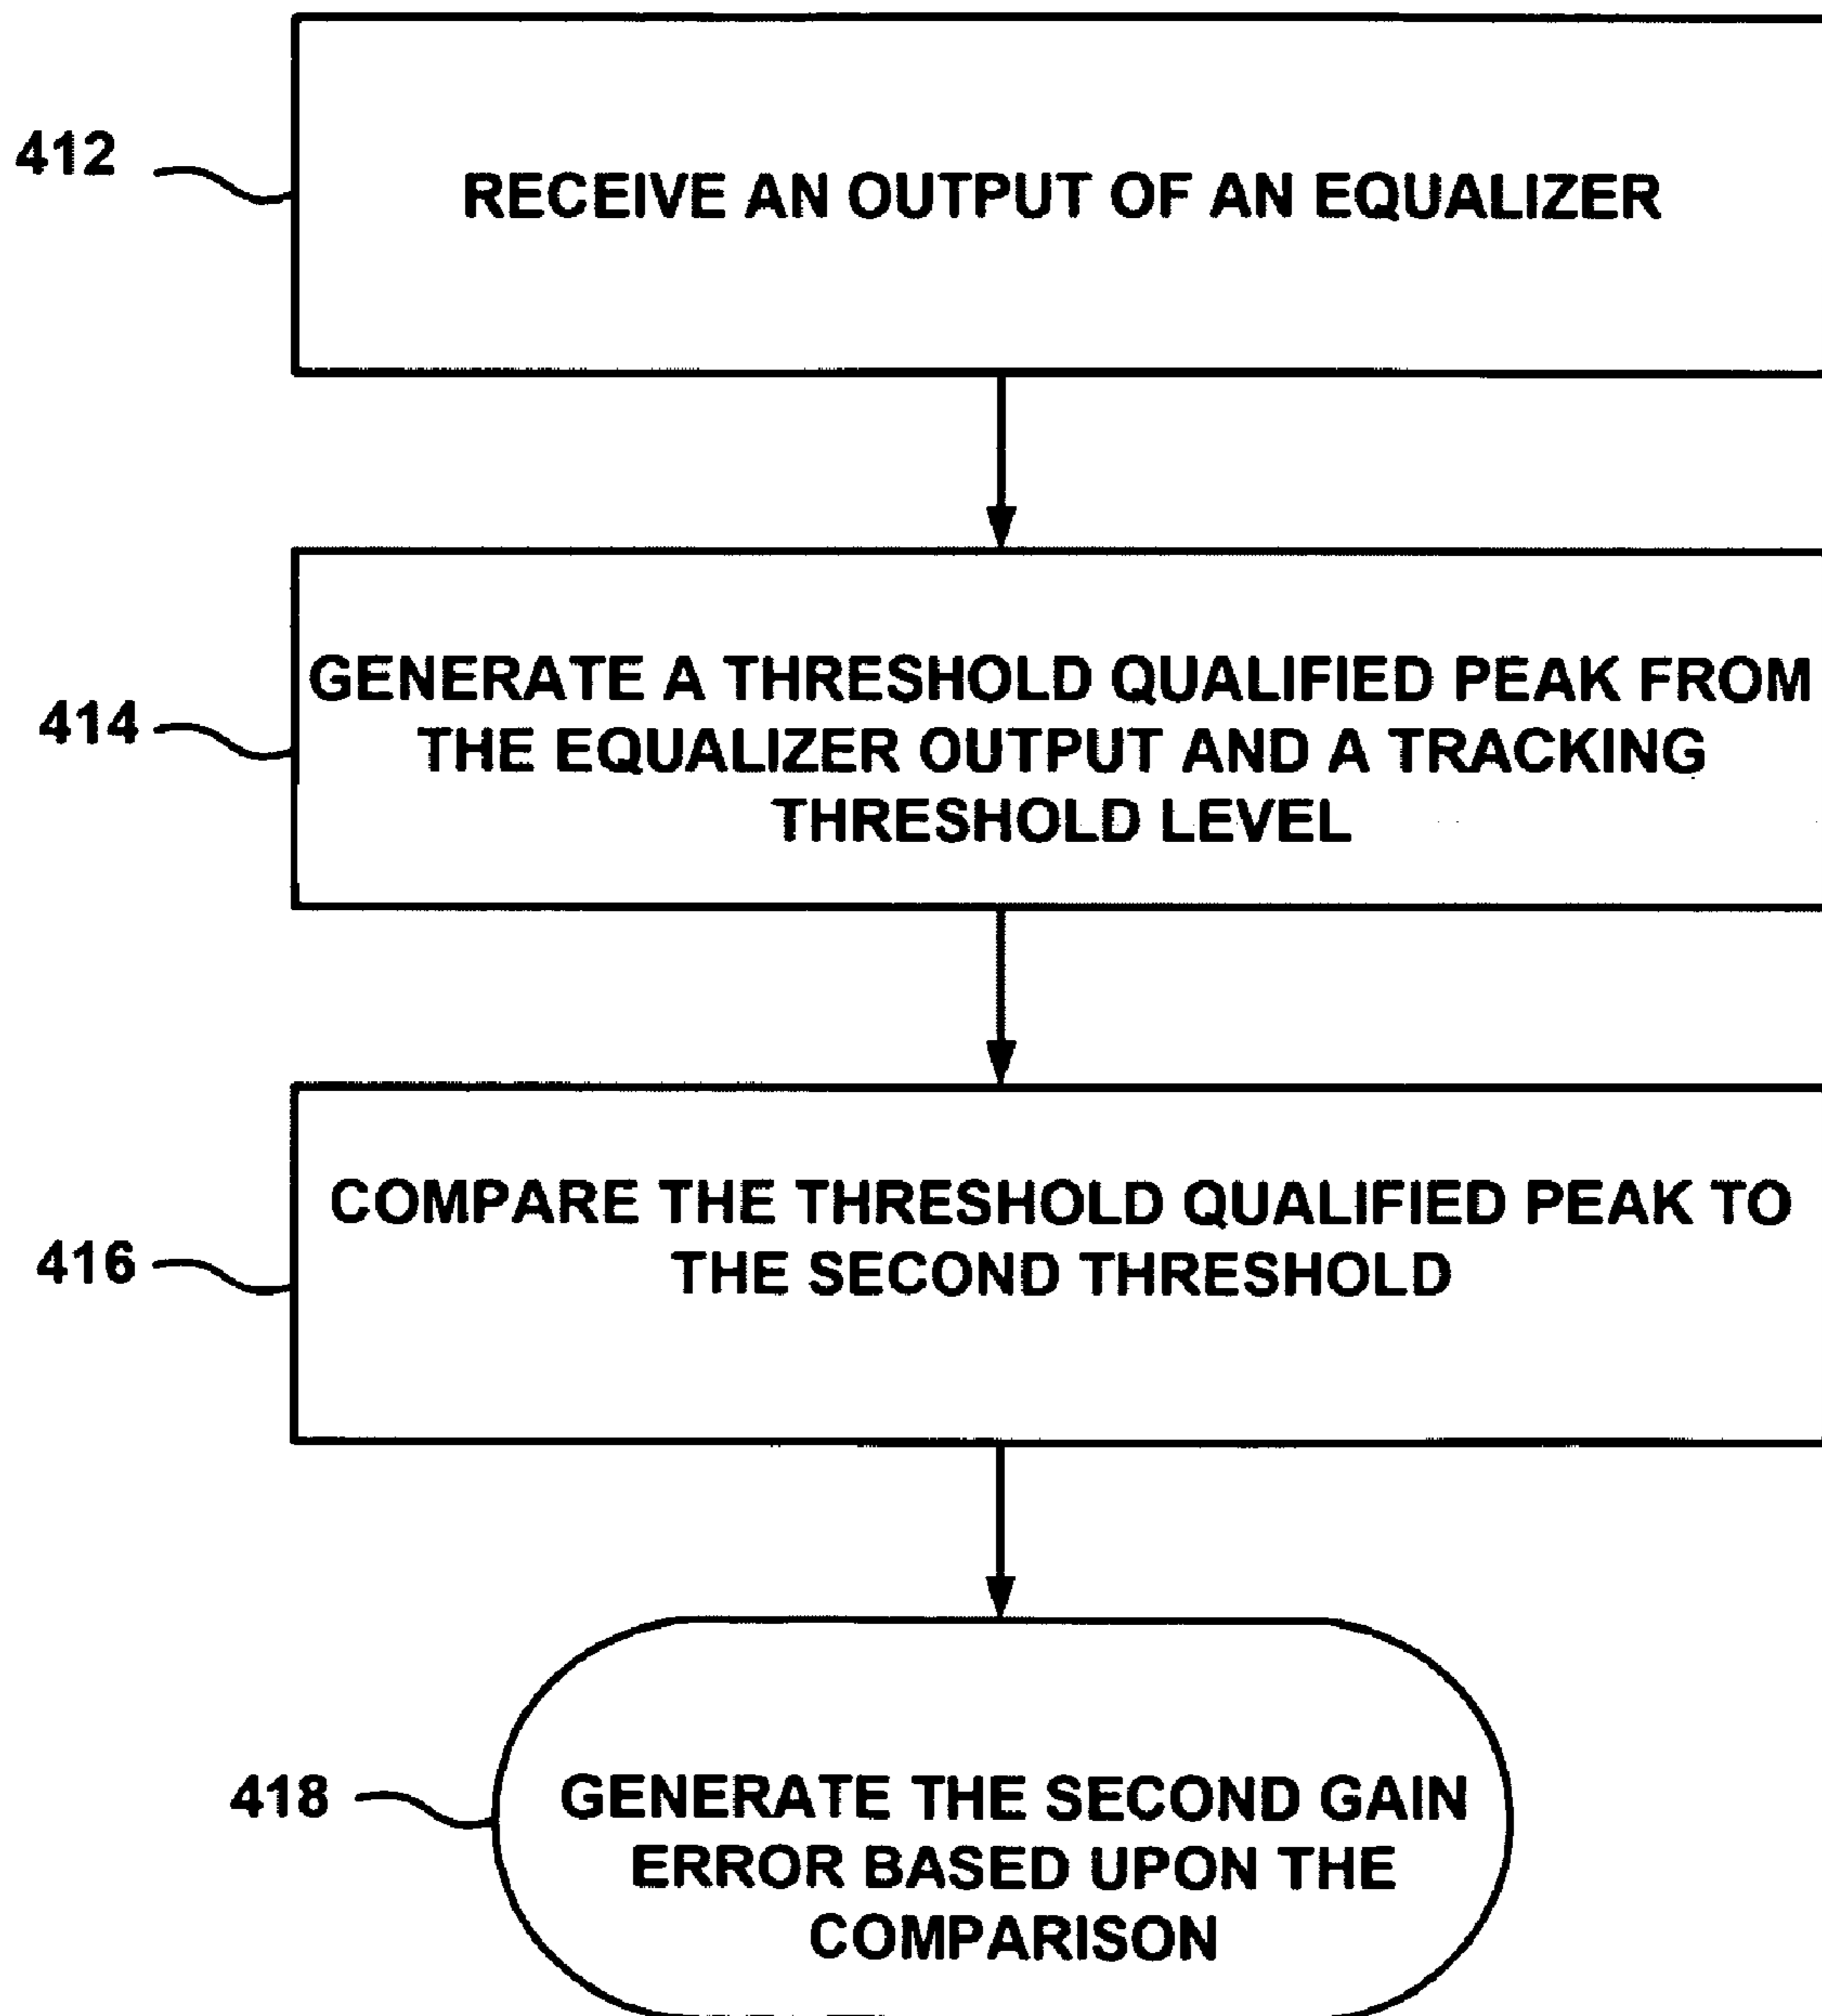 412
RECEIVE AN OUTPUT OF AN EQUALIZER
414
GENERATE A THRESHOLD QUALIFIED PEAK FROM
THE EQUALIZER OUTPUT AND A TRACKING
THRESHOLD LEVEL
416
COMPARE THE THRESHOLD QUALIFIED PEAK TO
THE SECOND THRESHOLD
418
GENERATE THE SECOND GAIN
ERROR BASED UPON THE
COMPARISON